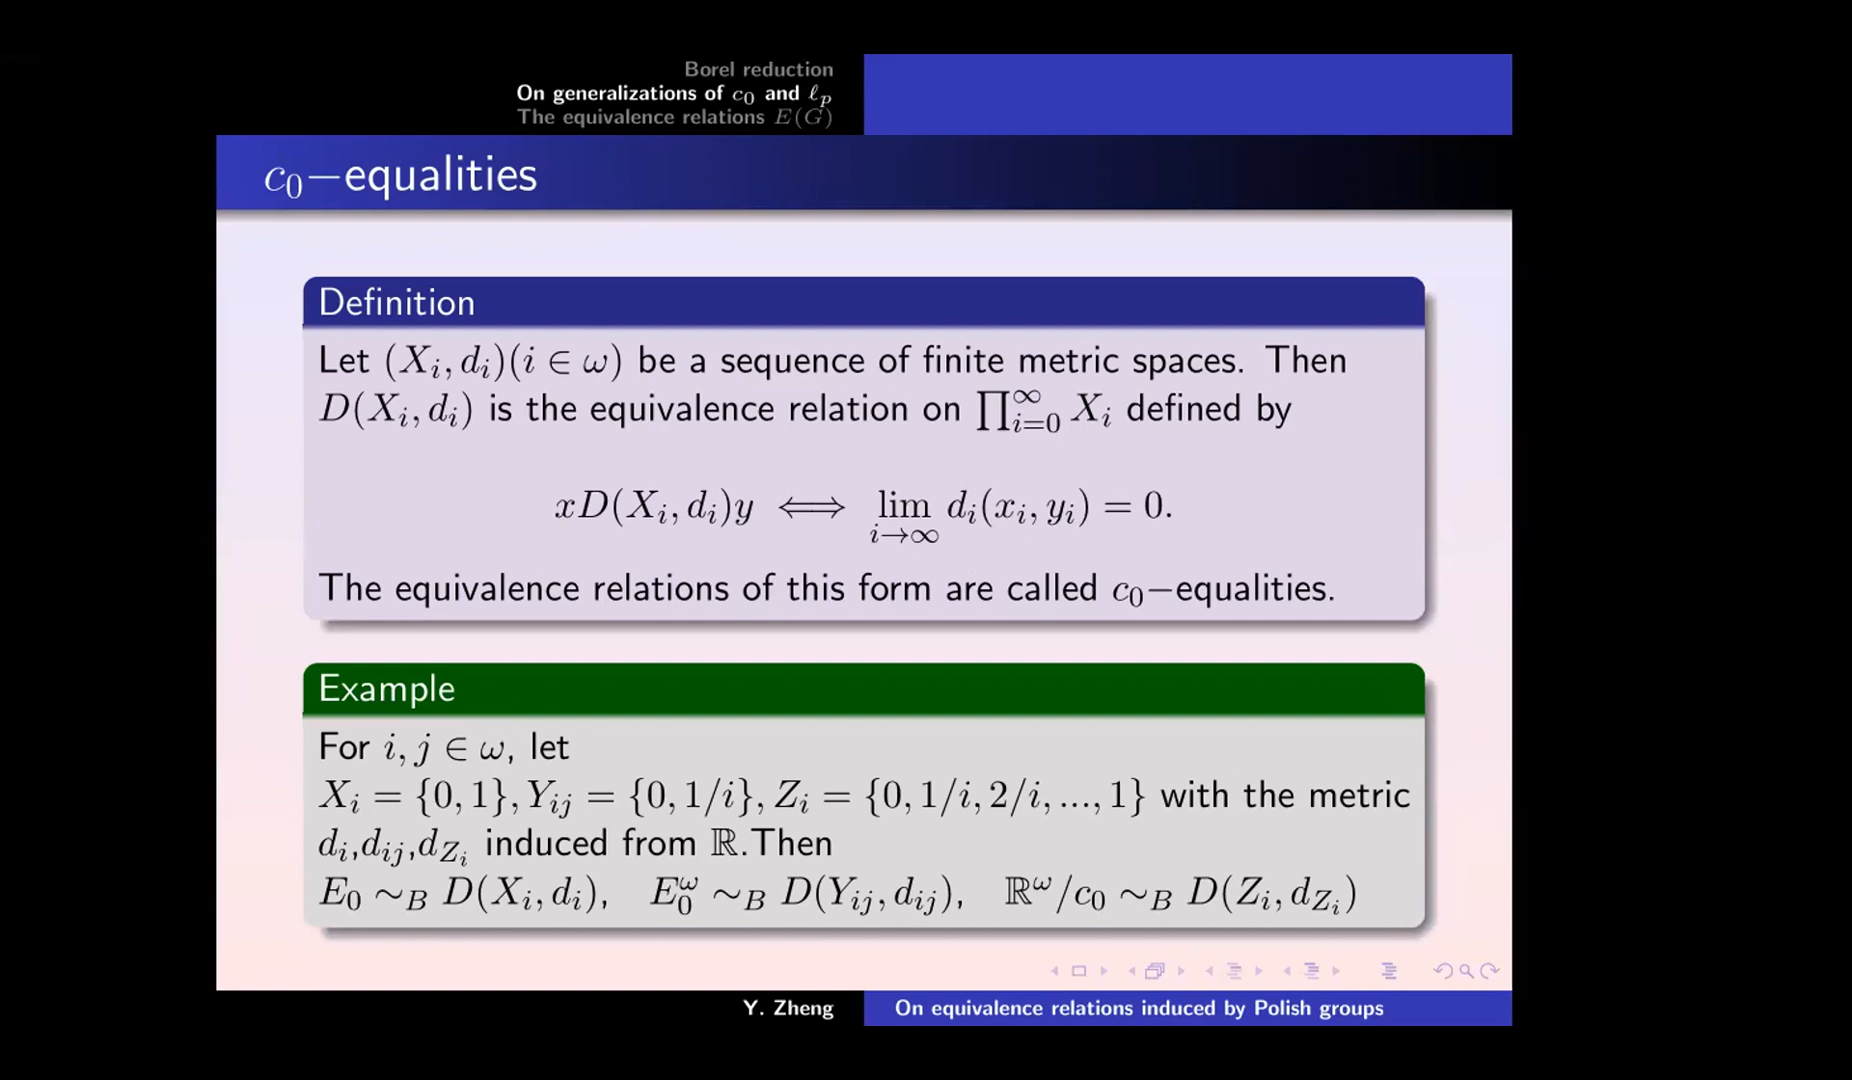 Borel reduction
On generalizations of c₀ and ℓₚ
The equivalence relations E(G)
c₀−equalities
Definition
Let (Xᵢ, dᵢ)(i ∈ ω) be a sequence of finite metric spaces. Then
D(Xᵢ, dᵢ) is the equivalence relation on ∏_{i=0}^{∞} Xᵢ defined by
xD(Xᵢ, dᵢ)y ⟺ lim_{i→∞} dᵢ(xᵢ, yᵢ) = 0.
The equivalence relations of this form are called c₀−equalities.
Example
For i, j ∈ ω, let
Xᵢ = {0, 1}, Yᵢⱼ = {0, 1/i}, Zᵢ = {0, 1/i, 2/i, ..., 1} with the metric
dᵢ,dᵢⱼ,d_{Zᵢ} induced from ℝ.Then
E₀ ∼_B D(Xᵢ, dᵢ), E₀^ω ∼_B D(Yᵢⱼ, dᵢⱼ), ℝ^ω/c₀ ∼_B D(Zᵢ, d_{Zᵢ})
Y. Zheng
On equivalence relations induced by Polish groups